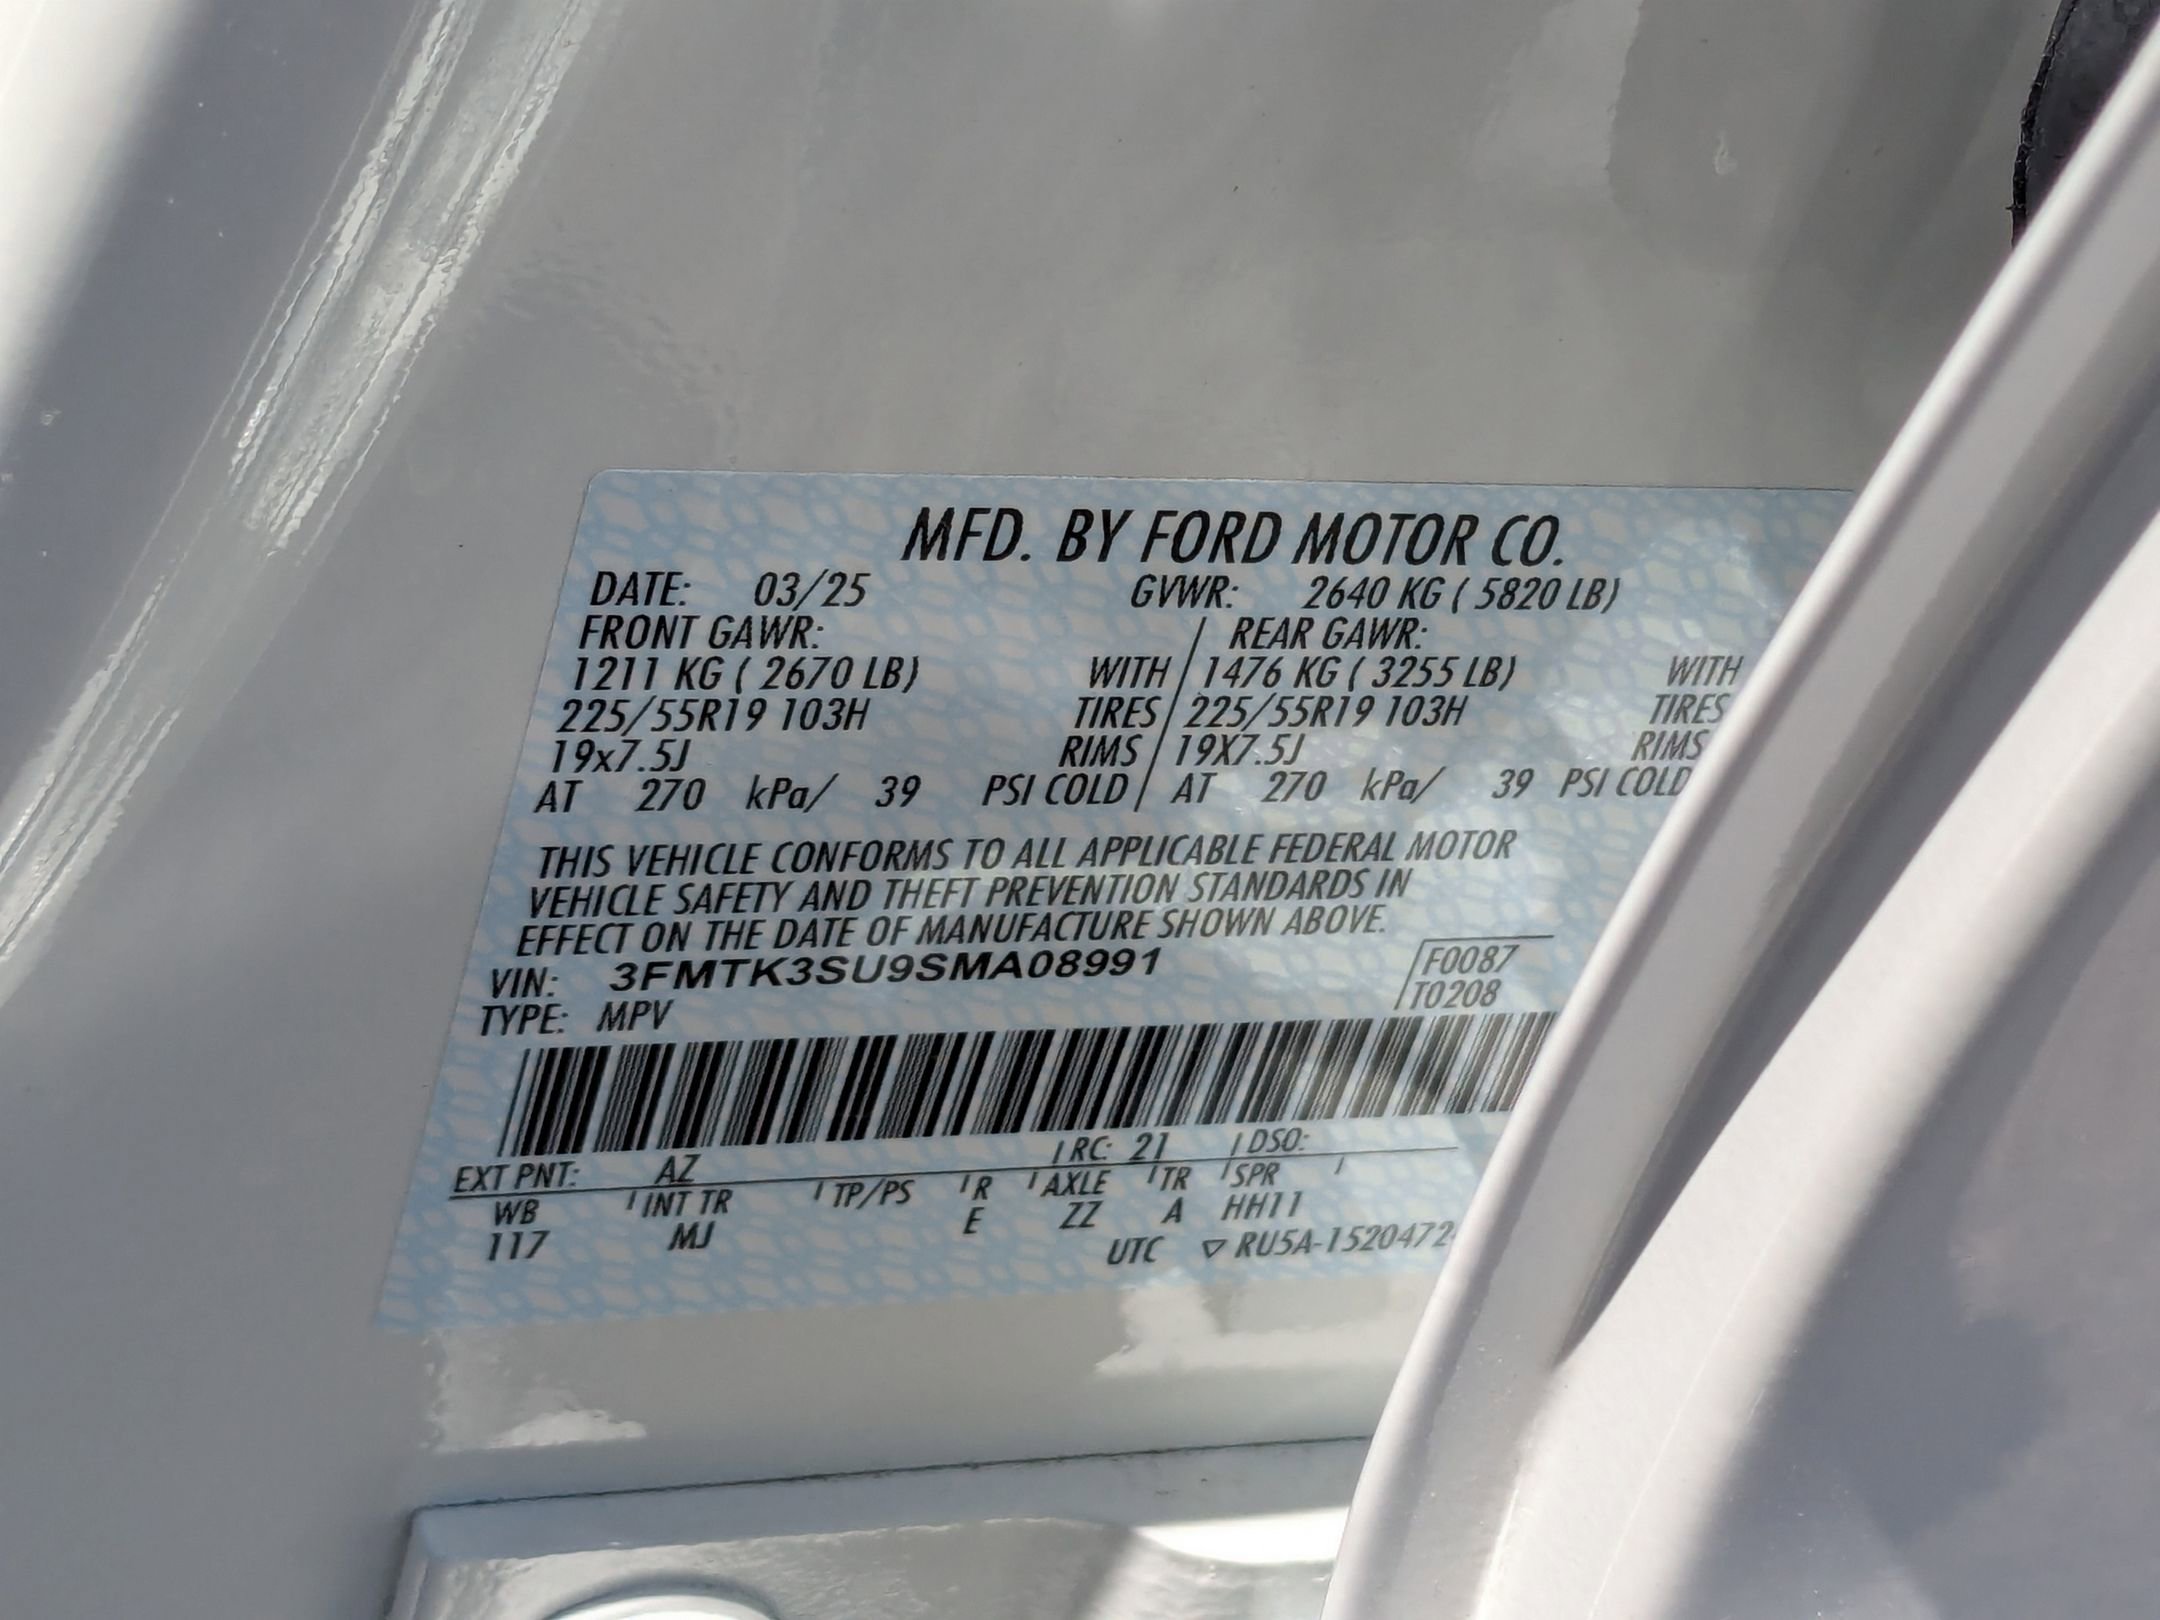 MFD. BY FORD MOTOR CO.
DATE: 03/25 GVWR: 2640 KG ( 5820 LB)
FRONT GAWR: / REAR GAWR:
1211 KG ( 2670 LB) WITH / 1476 KG ( 3255 LB) WITH
225/55R19 103H TIRES / 225/55R19 103H TIRES
19x7.5J RIMS / 19X7.5J RIMS
AT 270 kPa/ 39 PSI COLD / AT 270 kPa/ 39 PSI COLD
THIS VEHICLE CONFORMS TO ALL APPLICABLE FEDERAL MOTOR
VEHICLE SAFETY AND THEFT PREVENTION STANDARDS IN
EFFECT ON THE DATE OF MANUFACTURE SHOWN ABOVE.
VIN: 3FMTK3SU9SMA08991
F0087
TYPE: MPV
T0208
EXT PNT: AZ RC: 21 DSO:
WB INT TR TP/PS R AXLE TR SPR
117 MJ E ZZ A HH11
UTC ▽ RU5A-1520472-